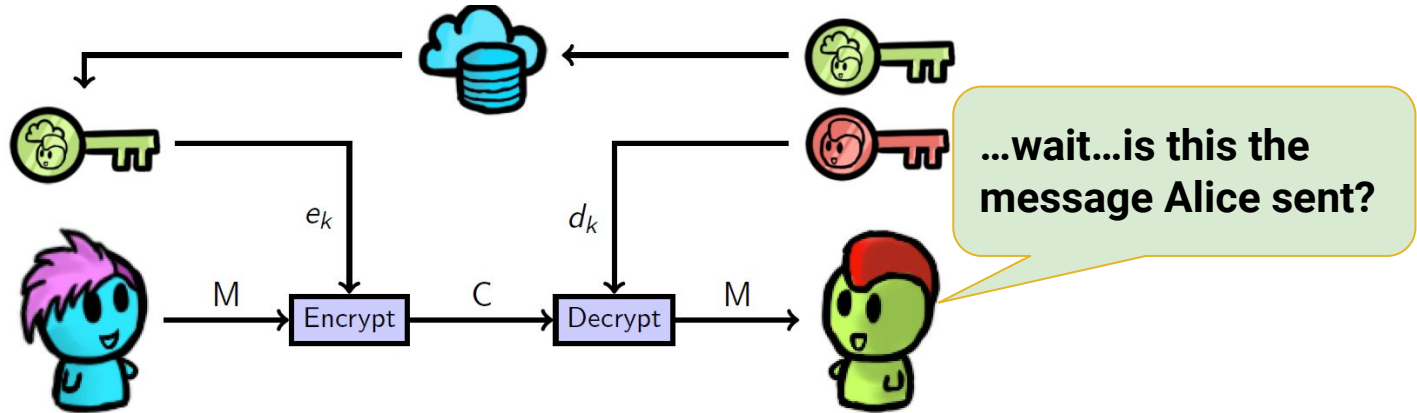 …wait…is this the
message Alice sent?
e_k
d_k
M
Encrypt
C
Decrypt
M